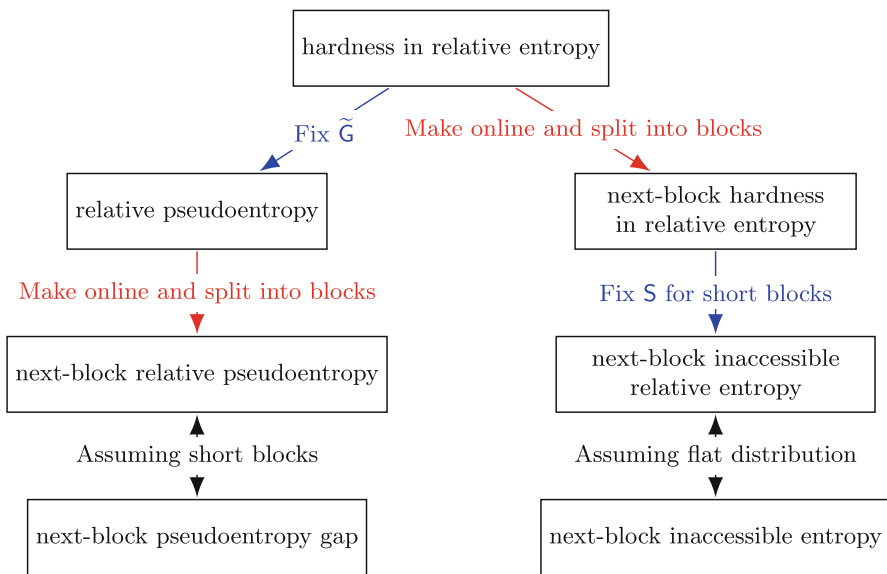 hardness in relative entropy
Fix G̃
Make online and split into blocks
relative pseudoentropy
next-block hardness
in relative entropy
Make online and split into blocks
Fix S for short blocks
next-block relative pseudoentropy
next-block inaccessible
relative entropy
Assuming short blocks
Assuming flat distribution
next-block pseudoentropy gap
next-block inaccessible entropy